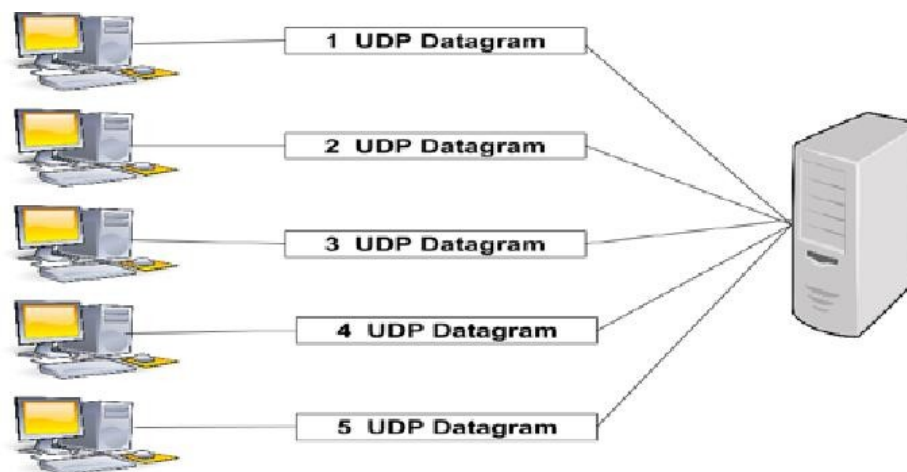 1 UDP Datagram
2 UDP Datagram
3 UDP Datagram
4 UDP Datagram
5 UDP Datagram